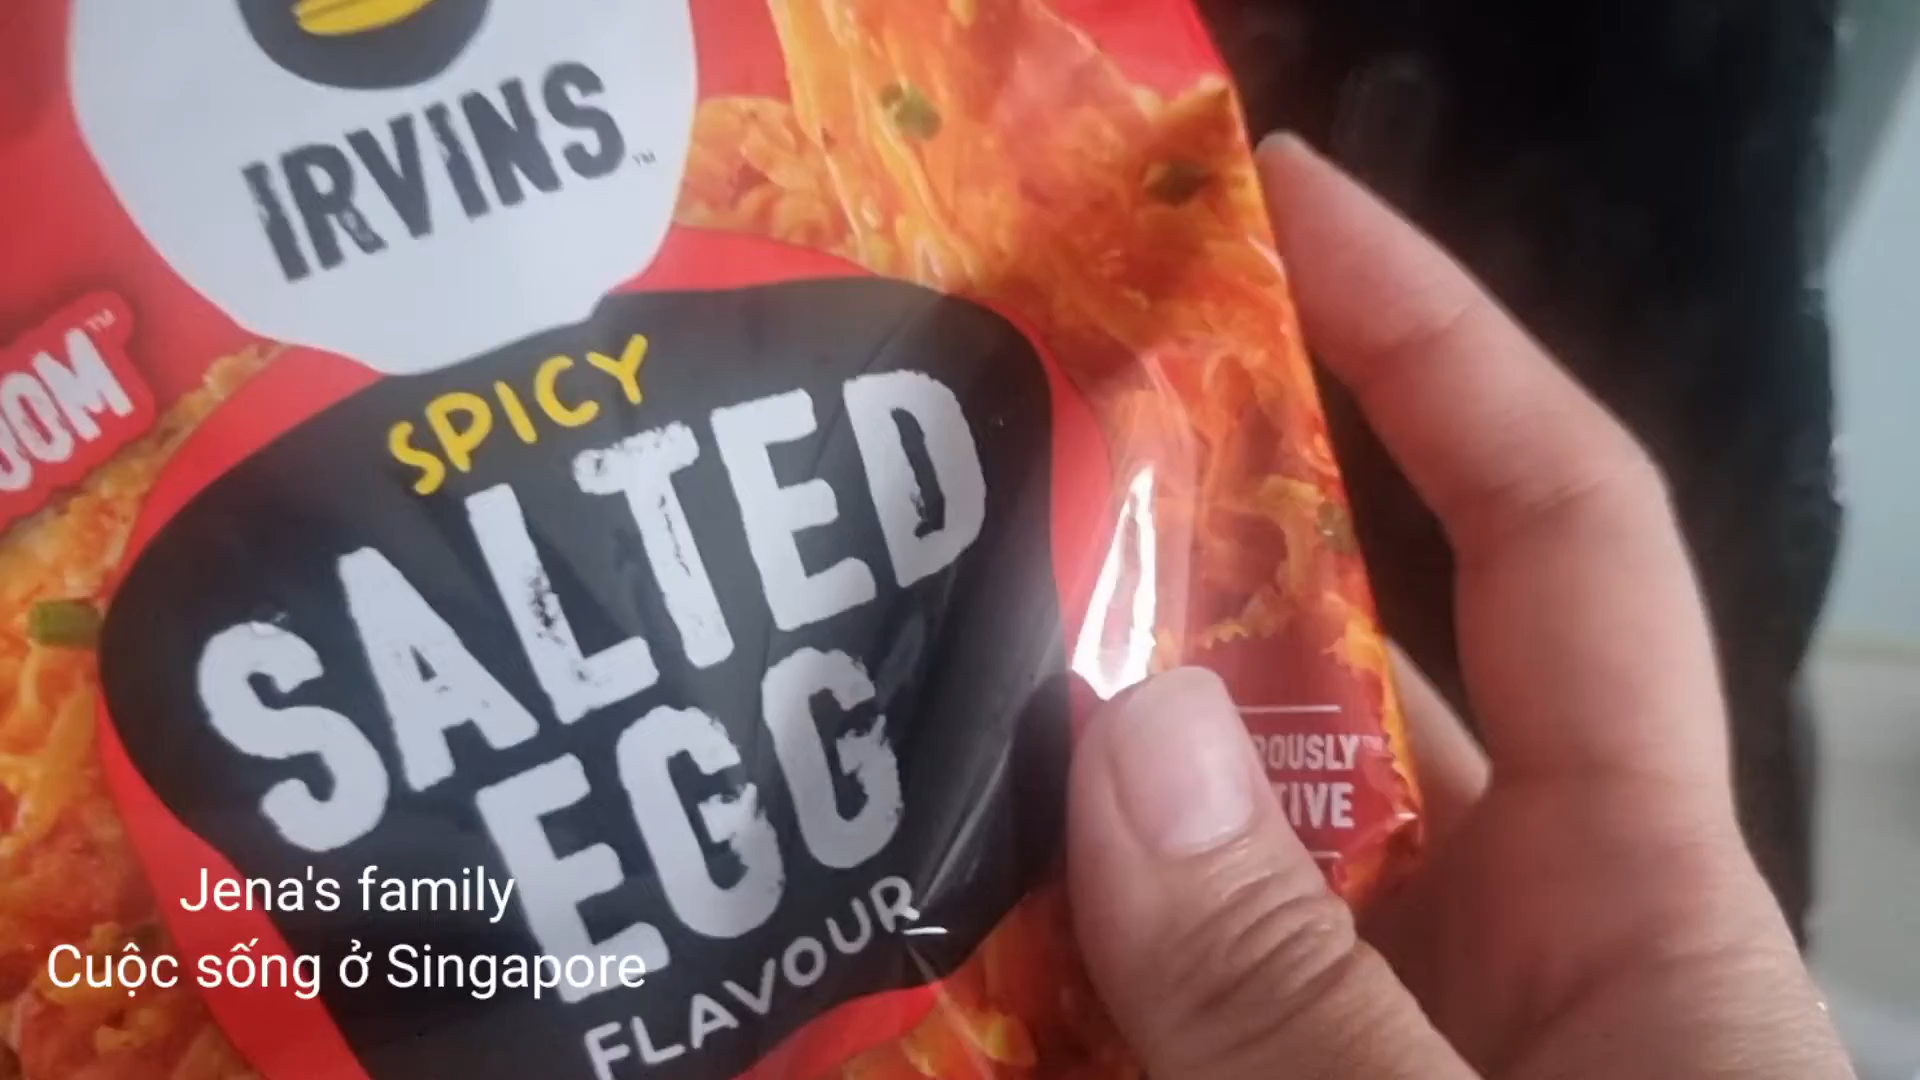 IRVINS™
SPICY
SALTED
EGG
FLAVOUR
Jena's family
Cuộc sống ở Singapore